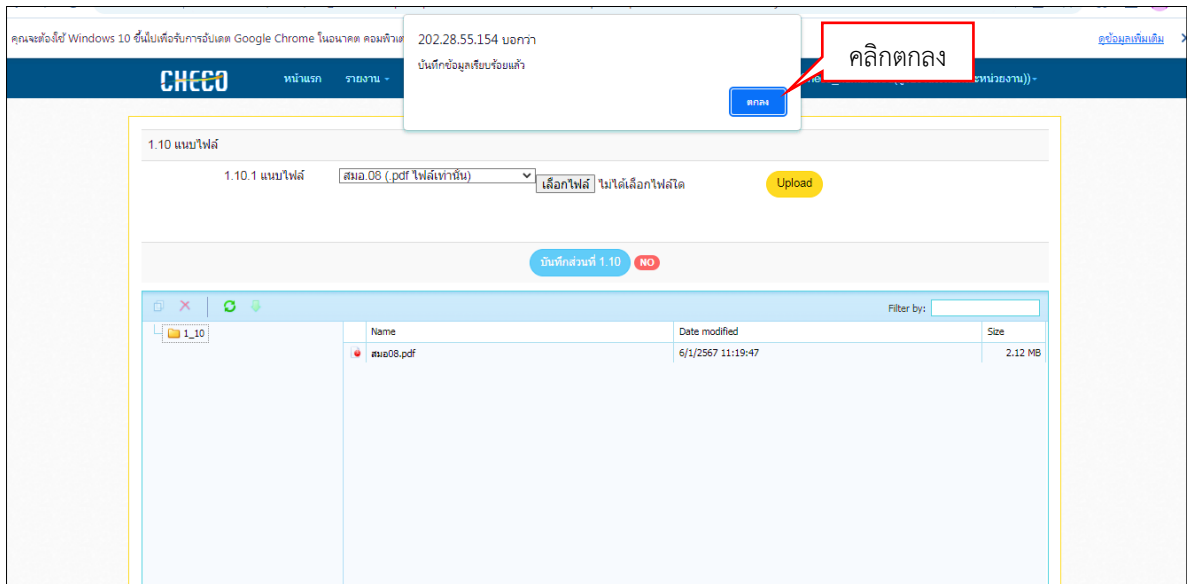 คุณจะต้องใช้ Windows 10 ขึ้นไปเพื่อรับการอัปเดต Google Chrome ในอนาคต
ดูข้อมูลเพิ่มเติม
202.28.55.154 บอกว่า
บันทึกข้อมูลเรียบร้อยแล้ว
ตกลง
คลิกตกลง
CHECO หน้าแรก รายงาน
1.10 แนบไฟล์
1.10.1 แนบไฟล์ สมอ.08 (.pdf ไฟล์เท่านั้น) เลือกไฟล์ ไม่ได้เลือกไฟล์ใด Upload
บันทึกส่วนที่ 1.10 NO
Filter by:
1_10 Name Date modified Size
สมอ08.pdf 6/1/2567 11:19:47 2.12 MB